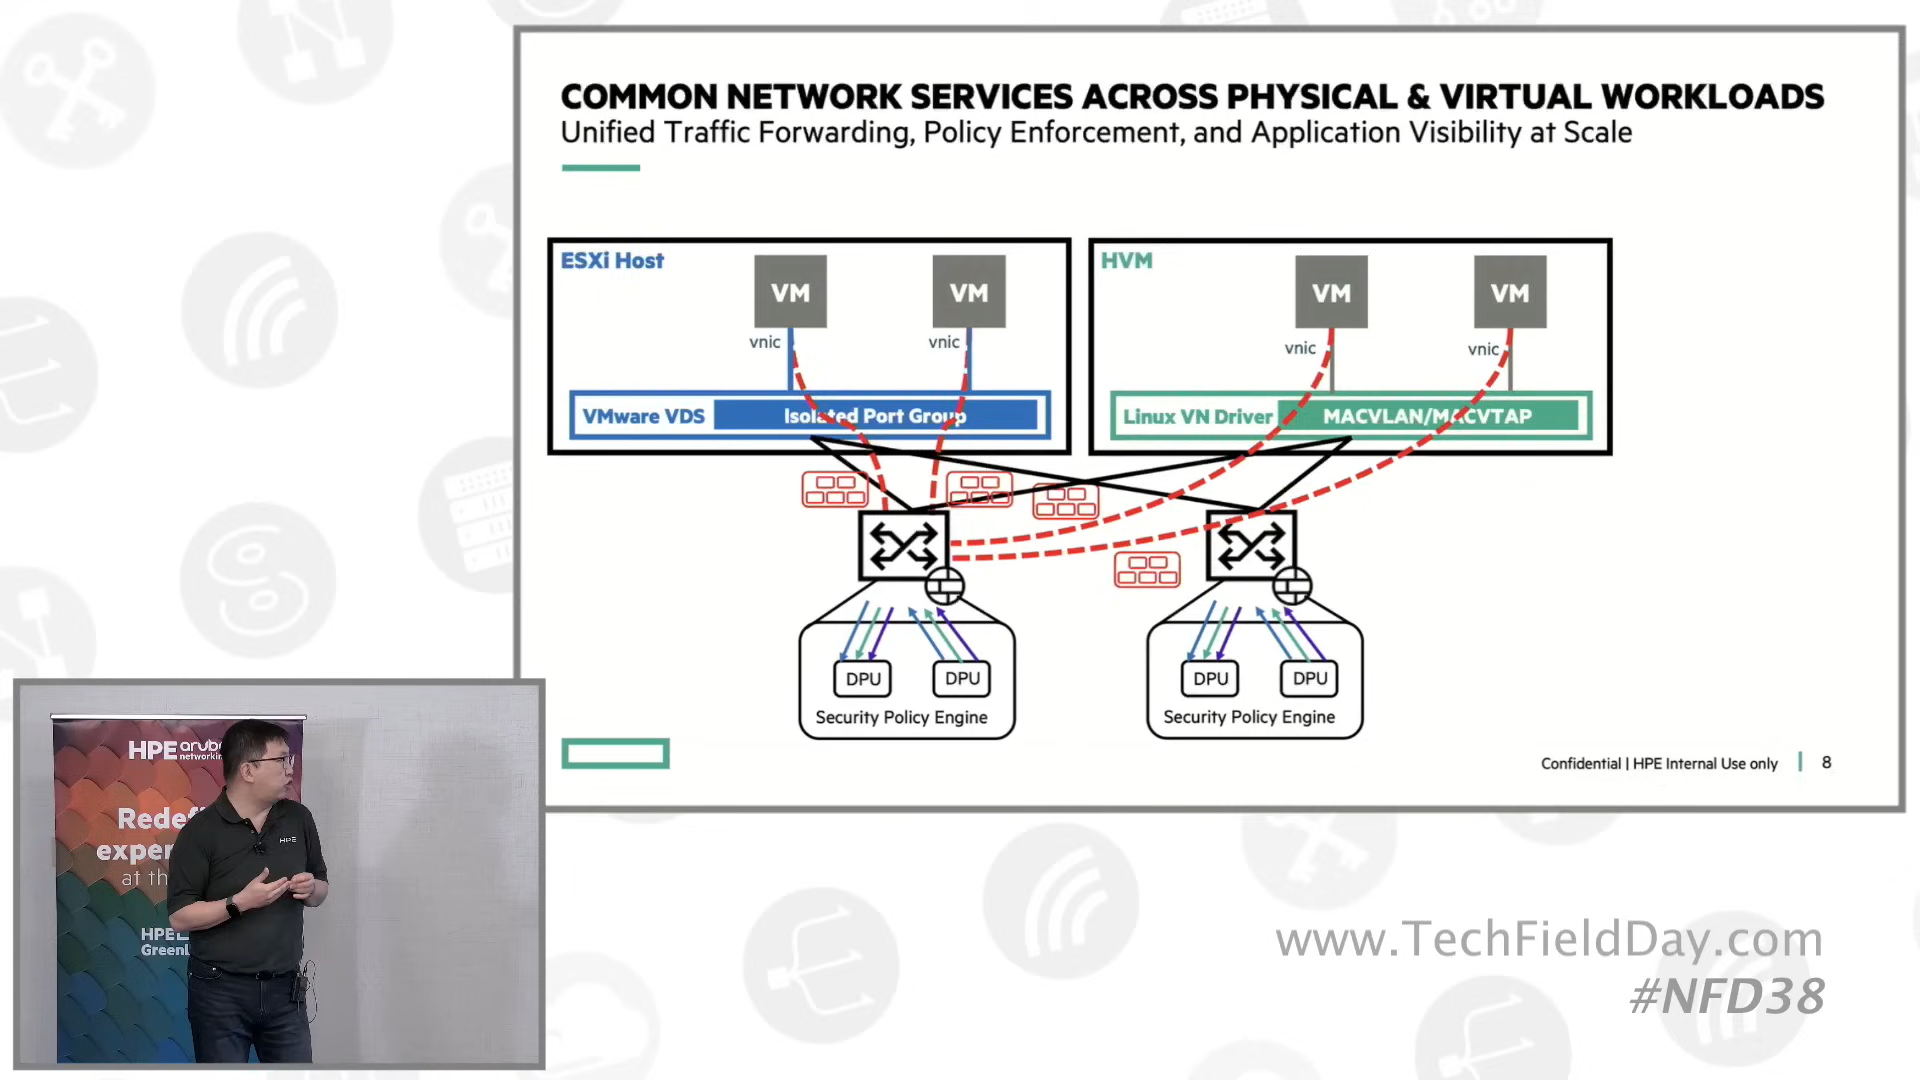 COMMON NETWORK SERVICES ACROSS PHYSICAL & VIRTUAL WORKLOADS
Unified Traffic Forwarding, Policy Enforcement, and Application Visibility at Scale
ESXi Host
VM
VM
vnic
vnic
VMware VDS
Isolated Port Group
HVM
VM
VM
vnic
vnic
Linux VN Driver
MACVLAN/MACVTAP
DPU
DPU
Security Policy Engine
DPU
DPU
Security Policy Engine
Confidential | HPE Internal Use only
8
HPE
HPE
at
www.TechFieldDay.com
#NFD38